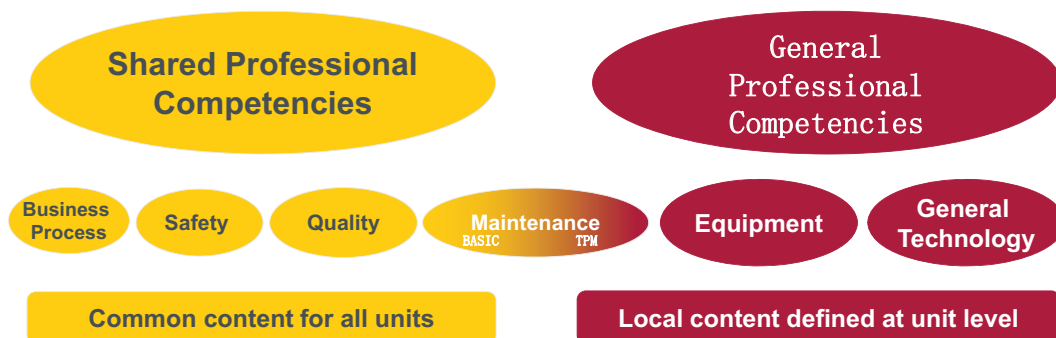 Shared Professional
Competencies
General
Professional
Competencies
Business
Process
Safety
Quality
Maintenance
BASIC TPM
Equipment
General
Technology
Common content for all units
Local content defined at unit level